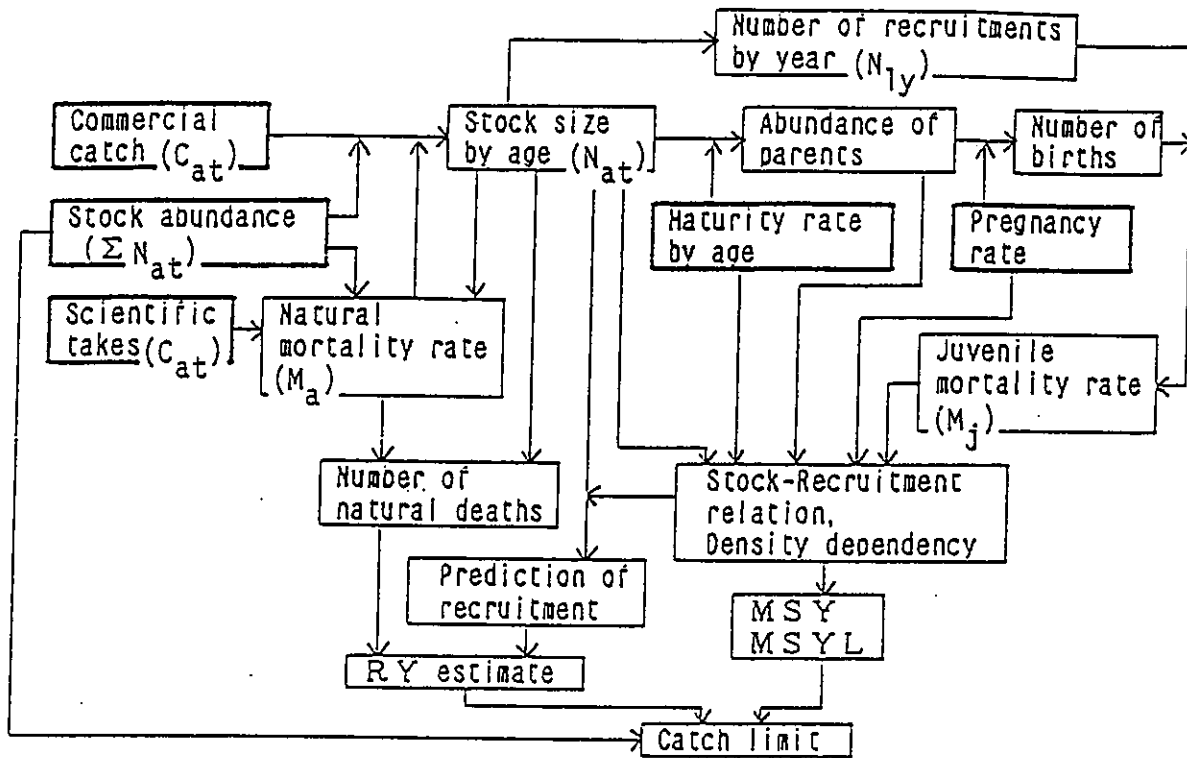 Number of recruitments
by year (N1y)
Commercial
catch (Cat)
Stock size
by age (Nat)
Abundance of
parents
Number of
births
Stock abundance
(Σ Nat)
Maturity rate
by age
Pregnancy
rate
Scientific
takes (Cat)
Natural
mortality rate
(Ma)
Juvenile
mortality rate
(Mj)
Number of
natural deaths
Stock-Recruitment
relation,
Density dependency
Prediction of
recruitment
MSY
MSYL
RY estimate
Catch limit